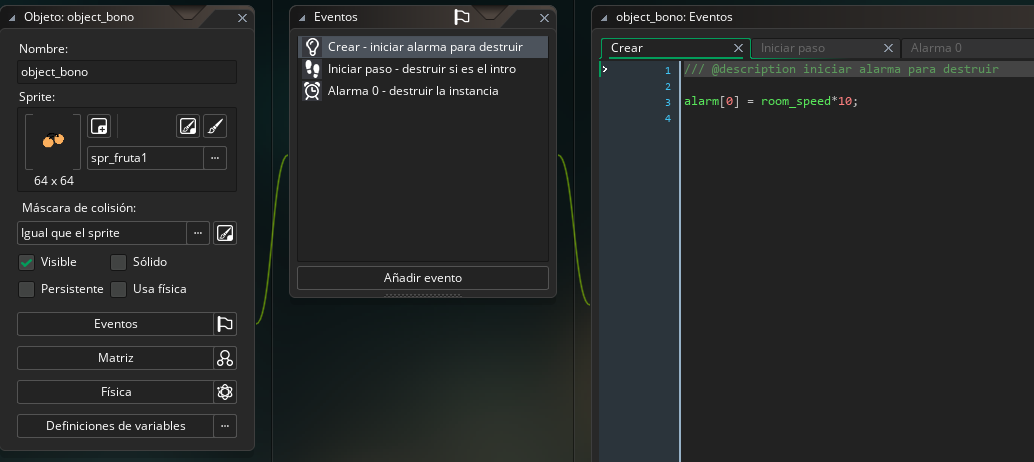 Objeto: object_bono
Nombre:
object_bono
Sprite:
spr_fruta1
...
64 x 64
Máscara de colisión:
Igual que el sprite
...
Visible
Sólido
Persistente
Usa física
Eventos
Matriz
Física
Definiciones de variables
...
Eventos
Crear - iniciar alarma para destruir
Iniciar paso - destruir si es el intro
Alarma 0 - destruir la instancia
Añadir evento
object_bono: Eventos
Crear
Iniciar paso
Alarma 0
1 /// @description iniciar alarma para destruir
2
3 alarm[0] = room_speed*10;
4